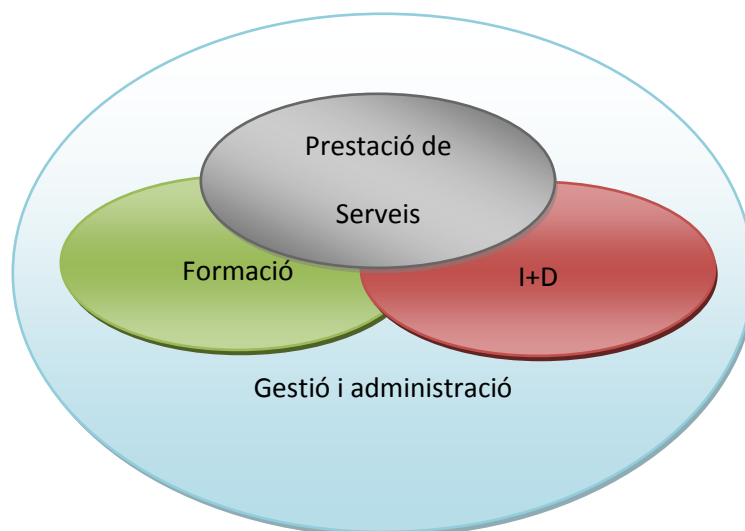 Prestació de
Serveis
Formació
I+D
Gestió i administració